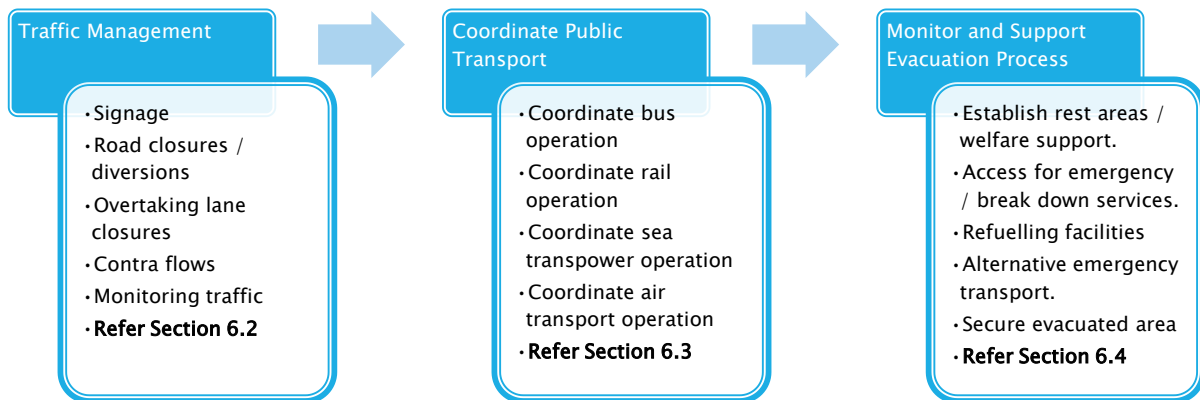 Traffic Management
·Signage
·Road closures /
diversions
·Overtaking lane
closures
·Contra flows
·Monitoring traffic
·Refer Section 6.2
Coordinate Public
Transport
·Coordinate bus
operation
·Coordinate rail
operation
·Coordinate sea
transpower operation
·Coordinate air
transport operation
·Refer Section 6.3
Monitor and Support
Evacuation Process
·Establish rest areas /
welfare support.
·Access for emergency
/ break down services.
·Refuelling facilities
·Alternative emergency
transport.
·Secure evacuated area
·Refer Section 6.4